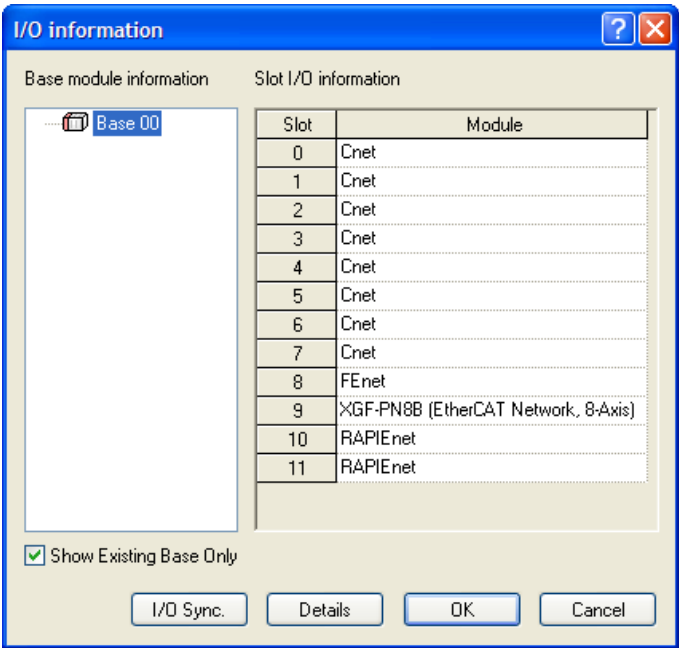 I/O information
Base module information
Slot I/O information
Base 00
Slot Module
0 Cnet
1 Cnet
2 Cnet
3 Cnet
4 Cnet
5 Cnet
6 Cnet
7 Cnet
8 FEnet
9 XGF-PN8B (EtherCAT Network, 8-Axis)
10 RAPIEnet
11 RAPIEnet
Show Existing Base Only
I/O Sync. Details OK Cancel